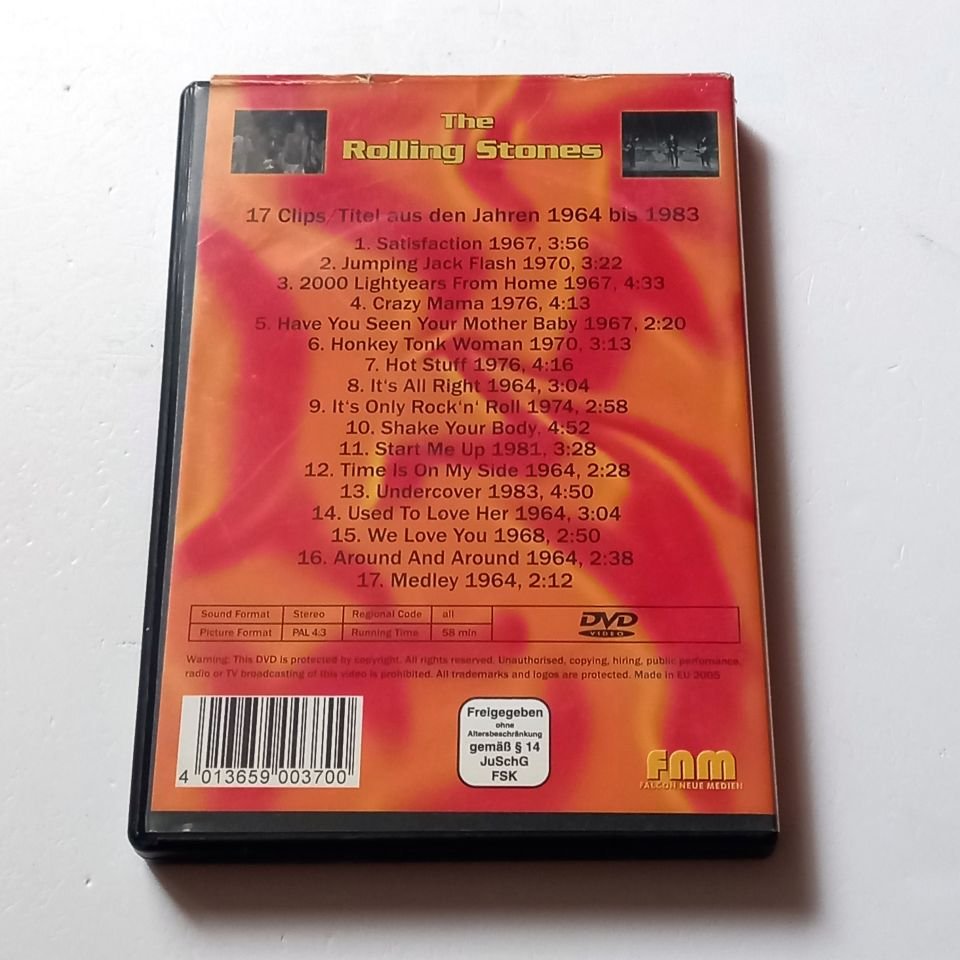 The
Rolling Stones
17 Clips/Titel aus den Jahren 1964 bis 1983
1. Satisfaction 1967, 3:56
2. Jumping Jack Flash 1970, 3:22
3. 2000 Lightyears From Home 1967, 4:33
4. Crazy Mama 1976, 4:13
5. Have You Seen Your Mother Baby 1967, 2:20
6. Honkey Tonk Woman 1970, 3:13
7. Hot Stuff 1976, 4:16
8. It's All Right 1964, 3:04
9. It's Only Rock'n' Roll 1974, 2:58
10. Shake Your Body, 4:52
11. Start Me Up 1981, 3:28
12. Time Is On My Side 1964, 2:28
13. Undercover 1983, 4:50
14. Used To Love Her 1964, 3:04
15. We Love You 1968, 2:50
16. Around And Around 1964, 2:38
17. Medley 1964, 2:12
Sound Format Stereo Regional Code all
Picture Format PAL 4:3 Running Time 58 min
DVD
VIDEO
Warning: This DVD is protected by copyright. All rights reserved. Unauthorised, copying, hiring, public performance,
radio or TV broadcasting of this video is prohibited. All trademarks and logos are protected. Made in EU 2005
4 013659 003700
Freigegeben
ohne
Altersbeschränkung
gemäß § 14
JuSchG
FSK
FNM
FALCON NEUE MEDIEN